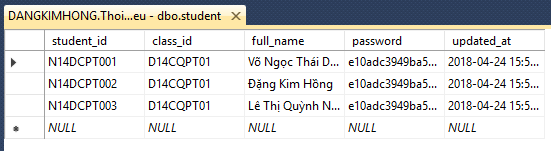 DANGKIMHONG.Thoi...eu - dbo.student
student_id class_id full_name password updated_at
N14DCPT001 D14CQPT01 Võ Ngọc Thái D... e10adc3949ba5... 2018-04-24 15:5...
N14DCPT002 D14CQPT01 Đặng Kim Hồng e10adc3949ba5... 2018-04-24 15:5...
N14DCPT003 D14CQPT01 Lê Thị Quỳnh N... e10adc3949ba5... 2018-04-24 15:5...
NULL NULL NULL NULL NULL